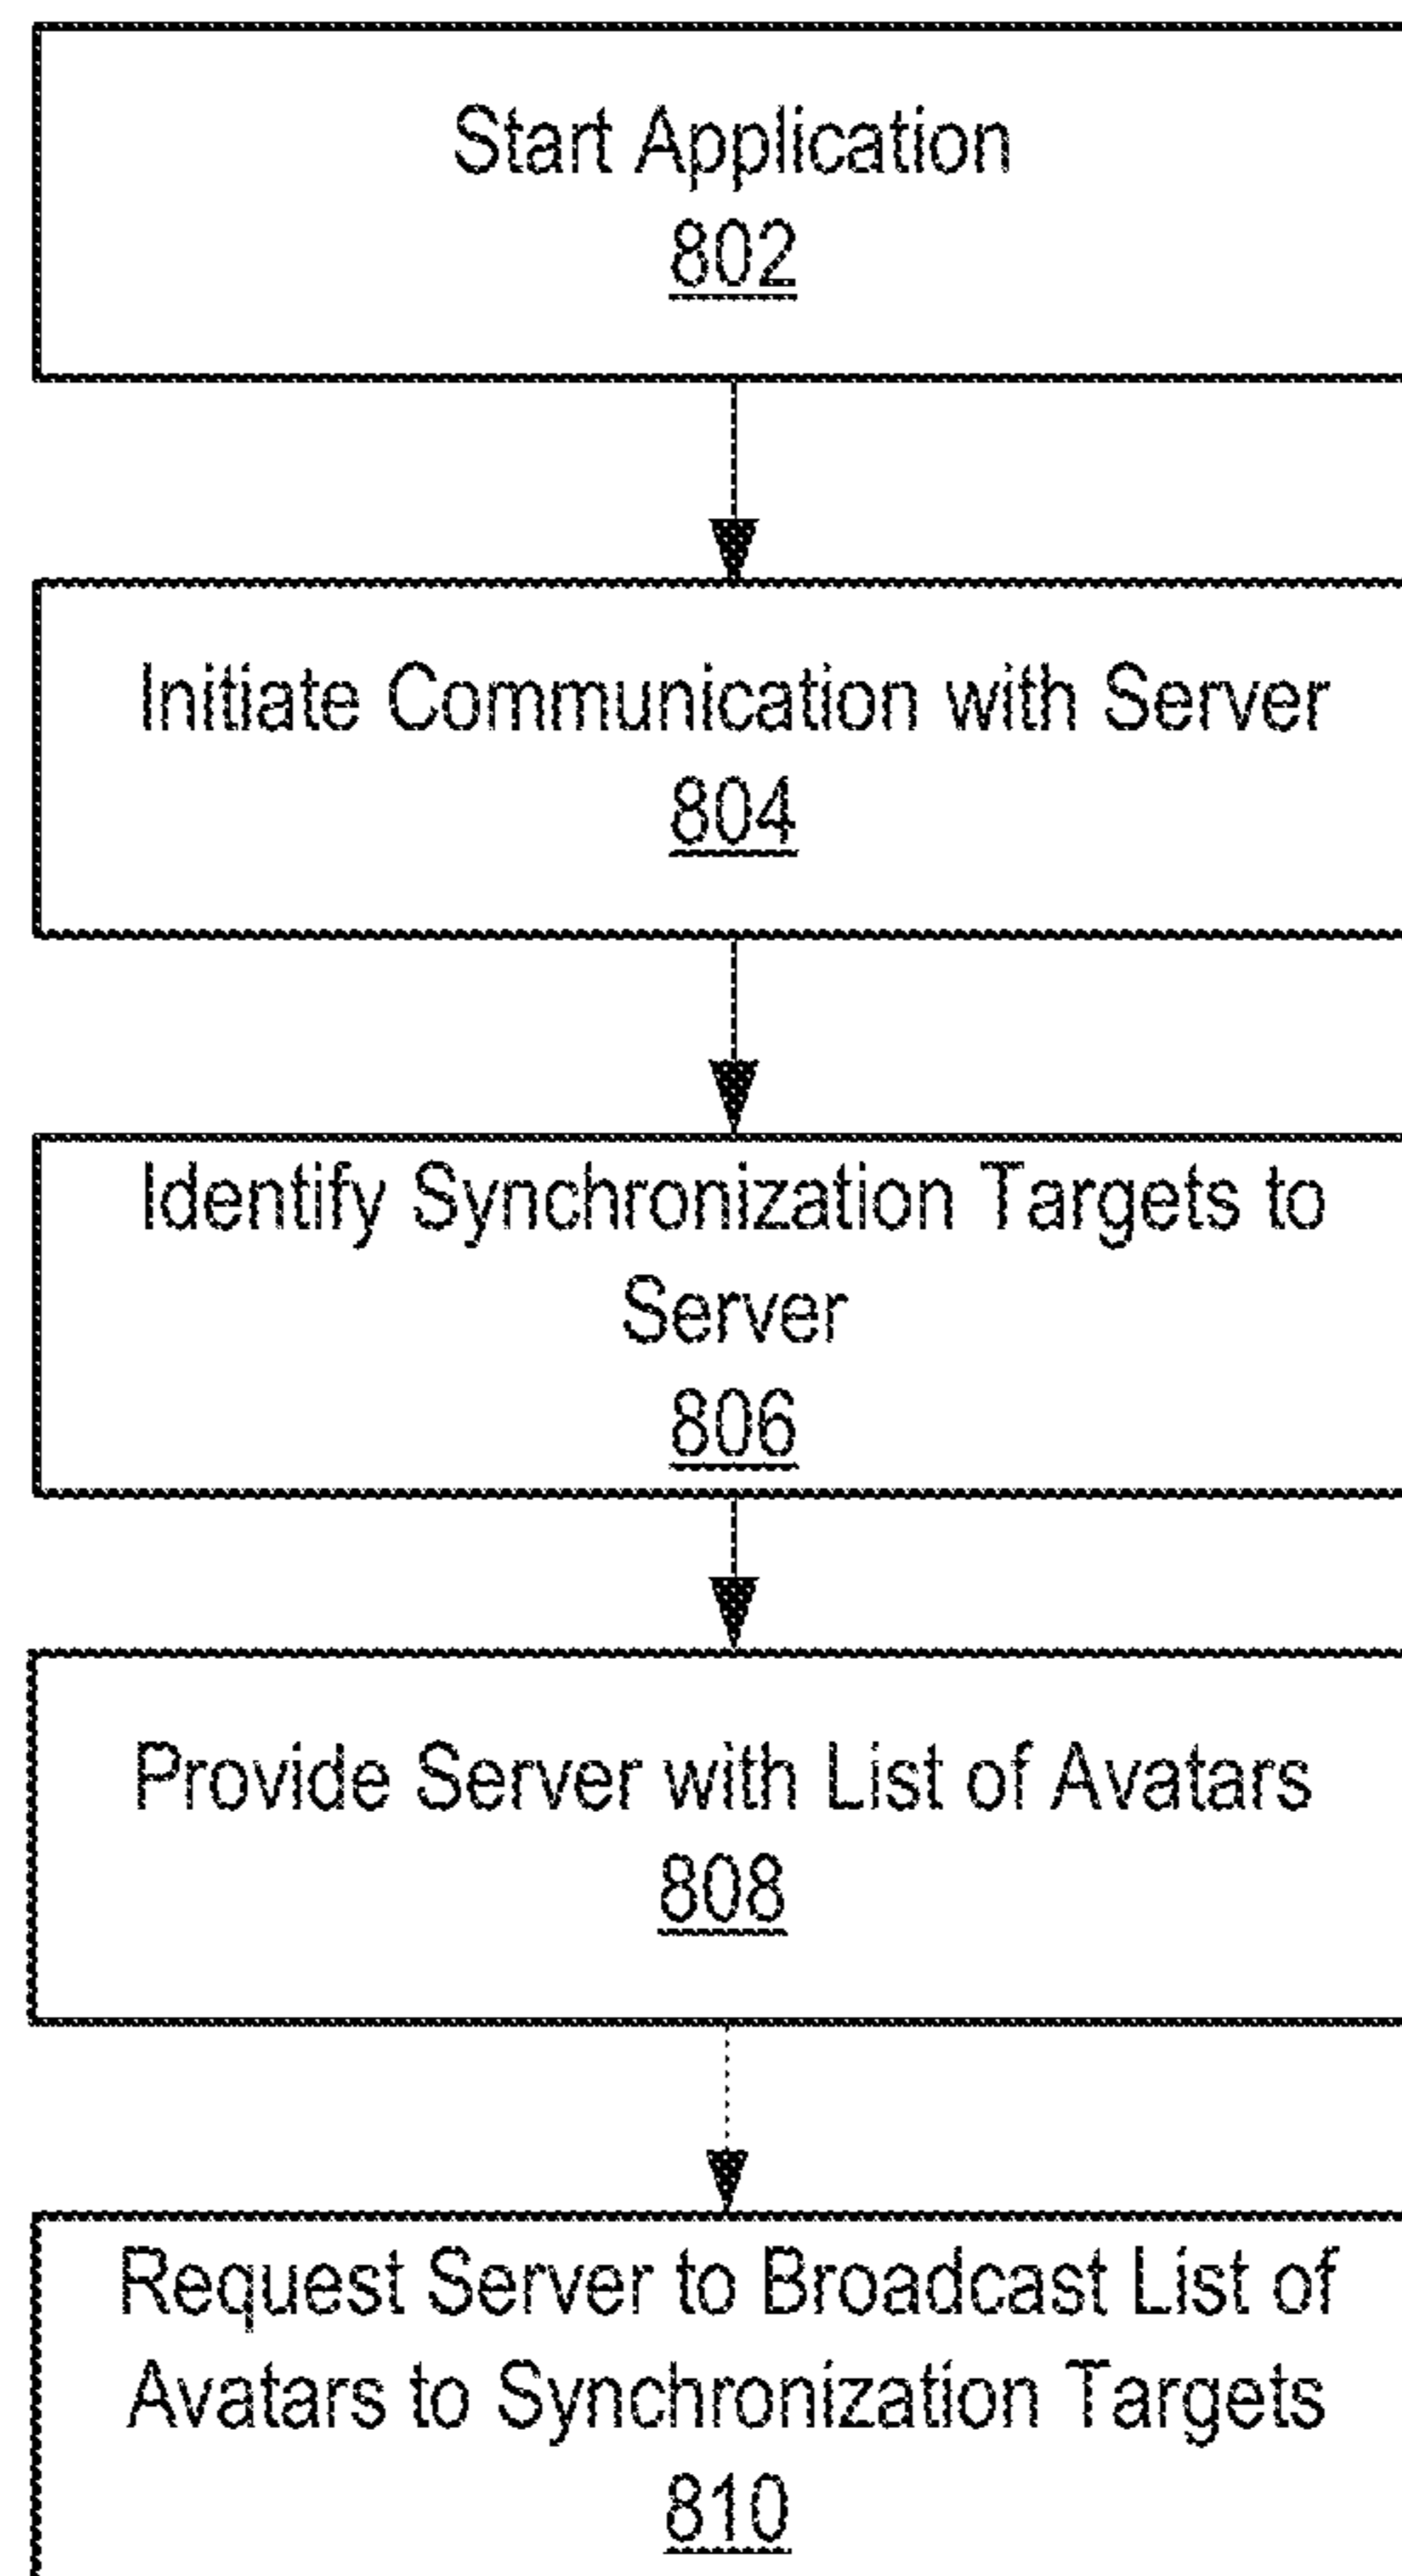 Start Application
802
Initiate Communication with Server
804
Identify Synchronization Targets to
Server
806
Provide Server with List of Avatars
808
Request Server to Broadcast List of
Avatars to Synchronization Targets
810